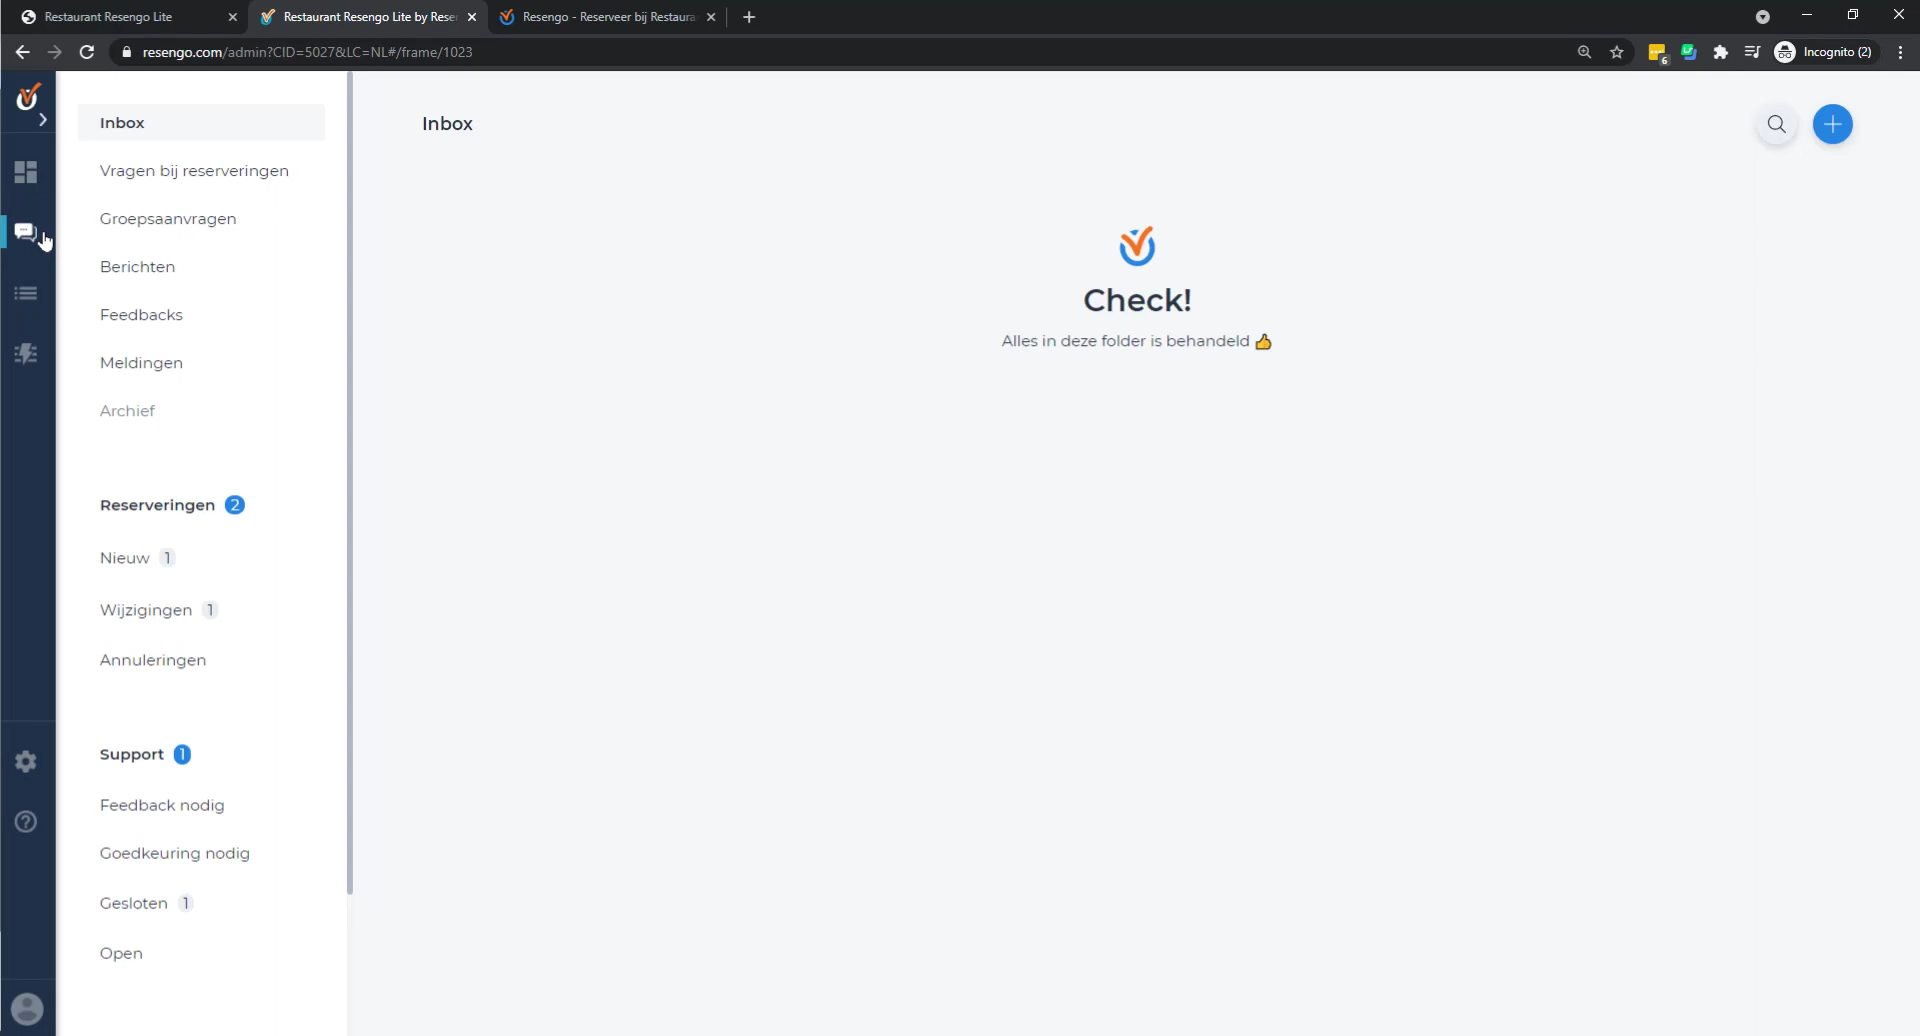 Restaurant Resengo Lite
Restaurant Resengo Lite by Rese
Resengo - Reserveer bij Restaura
resengo.com/admin?CID=5027&LC=NL#/frame/1023
6
Incognito (2)
Inbox
Vragen bij reserveringen
Groepsaanvragen
Berichten
Feedbacks
Meldingen
Archief
Reserveringen 2
Nieuw 1
Wijzigingen 1
Annuleringen
Support 1
Feedback nodig
Goedkeuring nodig
Gesloten 1
Open
Inbox
Check!
Alles in deze folder is behandeld 👍